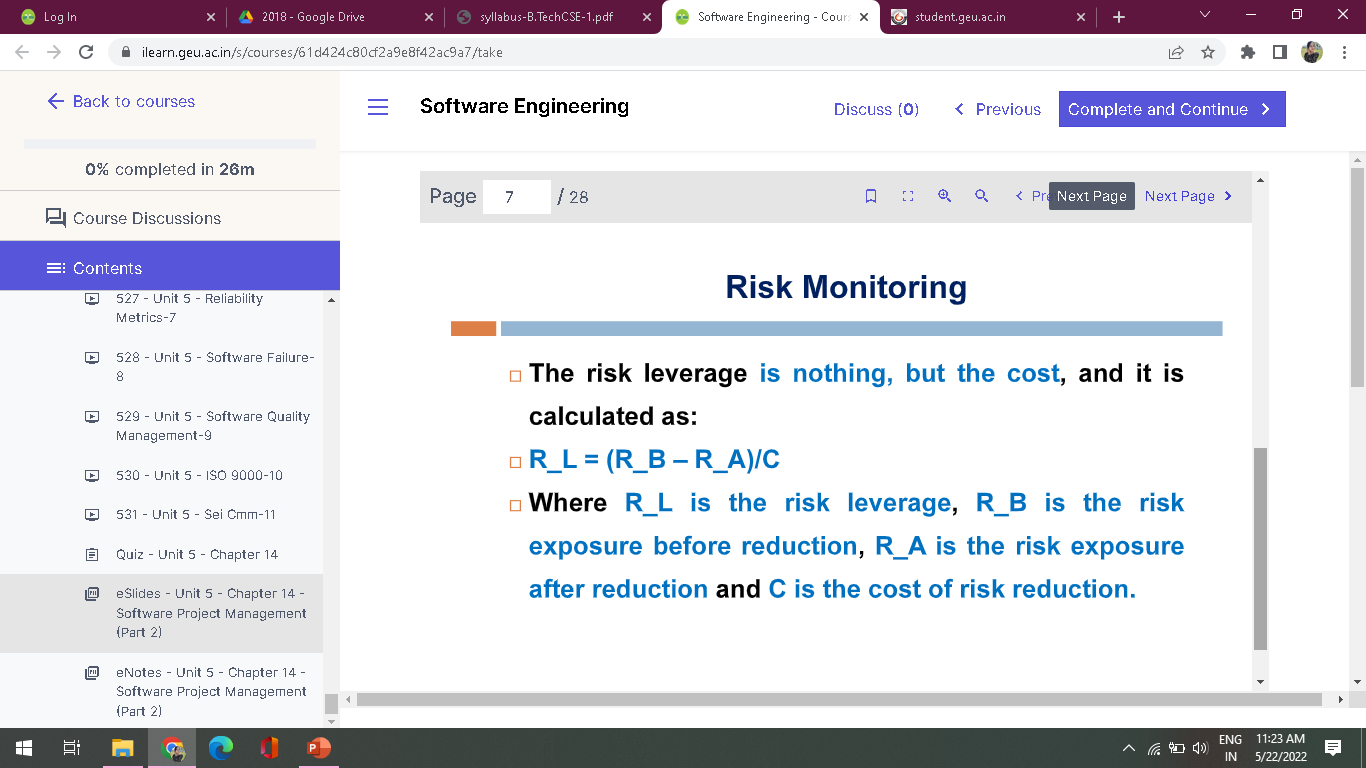 Log In
2018 - Google Drive
syllabus-B.TechCSE-1.pdf
Software Engineering - Cour
student.geu.ac.in
ilearn.geu.ac.in/s/courses/61d424c80cf2a9e8f42ac9a7/take
Back to courses
0% completed in 26m
Course Discussions
Contents
527 - Unit 5 - Reliability
Metrics-7
528 - Unit 5 - Software Failure-
8
529 - Unit 5 - Software Quality
Management-9
530 - Unit 5 - ISO 9000-10
531 - Unit 5 - Sei Cmm-11
Quiz - Unit 5 - Chapter 14
eSlides - Unit 5 - Chapter 14 -
Software Project Management
(Part 2)
eNotes - Unit 5 - Chapter 14 -
Software Project Management
(Part 2)
Software Engineering
Discuss (0)
Previous
Complete and Continue
Page 7 / 28
Pre
Next Page
Next Page
Risk Monitoring
The risk leverage is nothing, but the cost, and it is
calculated as:
R_L = (R_B – R_A)/C
Where R_L is the risk leverage, R_B is the risk
exposure before reduction, R_A is the risk exposure
after reduction and C is the cost of risk reduction.
ENG
IN
11:23 AM
5/22/2022